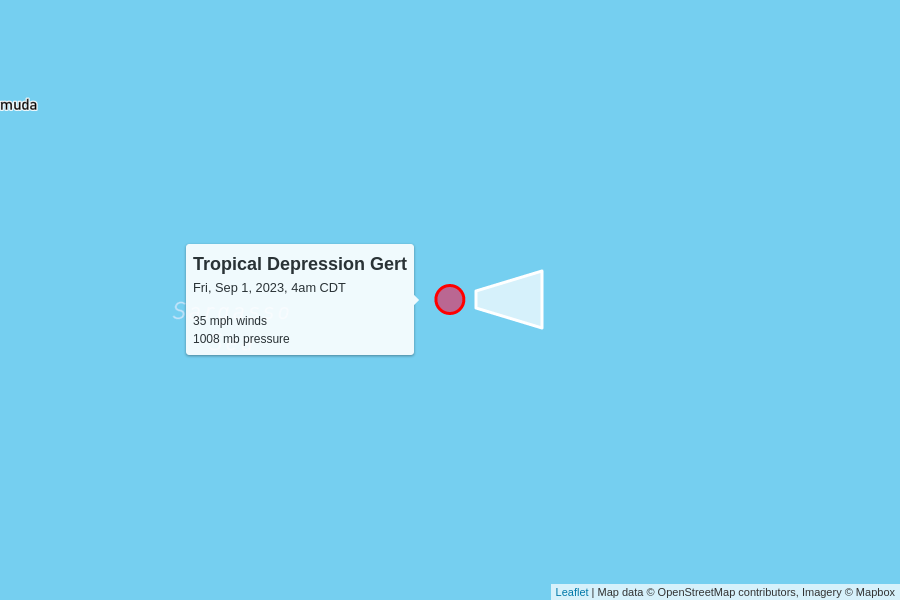 muda
Tropical Depression Gert
Fri, Sep 1, 2023, 4am CDT
35 mph winds
1008 mb pressure
Leaflet | Map data © OpenStreetMap contributors, Imagery © Mapbox